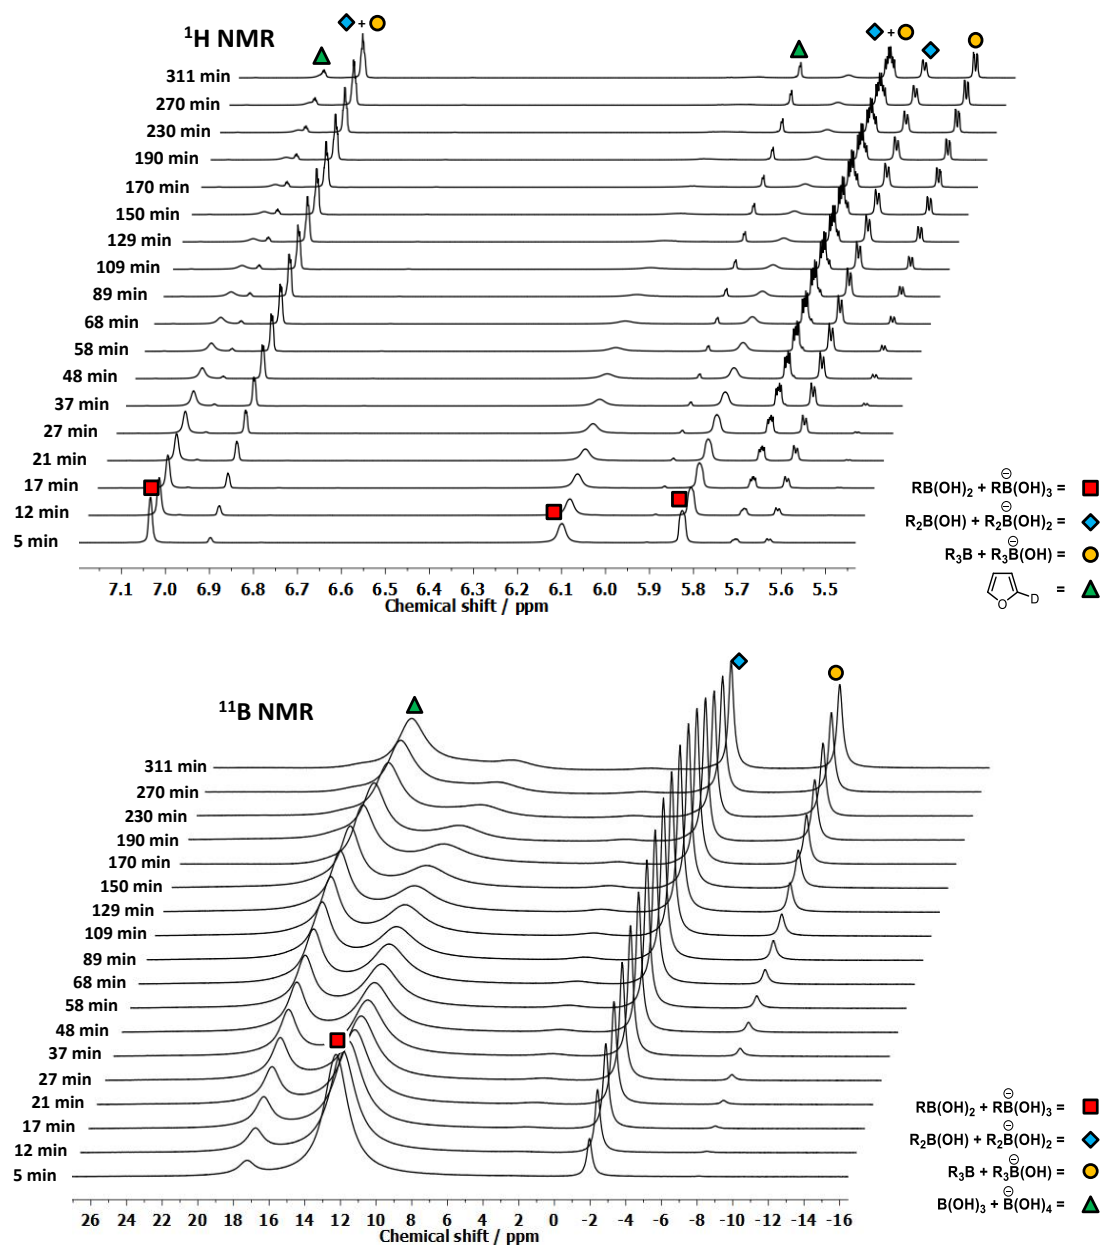 ¹H NMR
+
+
311 min
270 min
230 min
190 min
170 min
150 min
129 min
109 min
89 min
68 min
58 min
48 min
37 min
27 min
21 min
17 min
12 min
5 min
7.1 7.0 6.9 6.8 6.7 6.6 6.5 6.4 6.3 6.2 6.1 6.0 5.9 5.8 5.7 5.6 5.5
Chemical shift / ppm
RB(OH)₂ + RB⊖(OH)₃ =
R₂B(OH) + R₂B⊖(OH)₂ =
R₃B + R₃B⊖(OH) =
O D =
¹¹B NMR
311 min
270 min
230 min
190 min
170 min
150 min
129 min
109 min
89 min
68 min
58 min
48 min
37 min
27 min
21 min
17 min
12 min
5 min
26 24 22 20 18 16 14 12 10 8 6 4 2 0 -2 -4 -6 -8 -10 -12 -14 -16
Chemical shift / ppm
RB(OH)₂ + RB⊖(OH)₃ =
R₂B(OH) + R₂B⊖(OH)₂ =
R₃B + R₃B⊖(OH) =
B(OH)₃ + B⊖(OH)₄ =